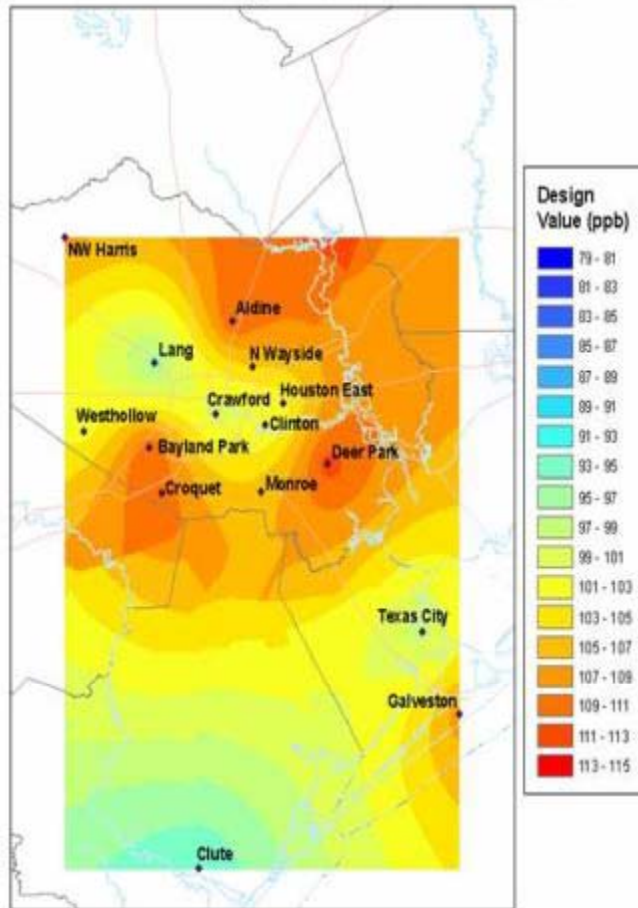 NW Harris
Aldine
Lang
N Wayside
Houston East
Crawford
Westhollow
Clinton
Bayland Park
Deer Park
Croquet
Monroe
Texas City
Galveston
Clute
Design
Value (ppb)
79 - 81
81 - 83
83 - 85
85 - 87
87 - 89
89 - 91
91 - 93
93 - 95
95 - 97
97 - 99
99 - 101
101 - 103
103 - 105
105 - 107
107 - 109
109 - 111
111 - 113
113 - 115